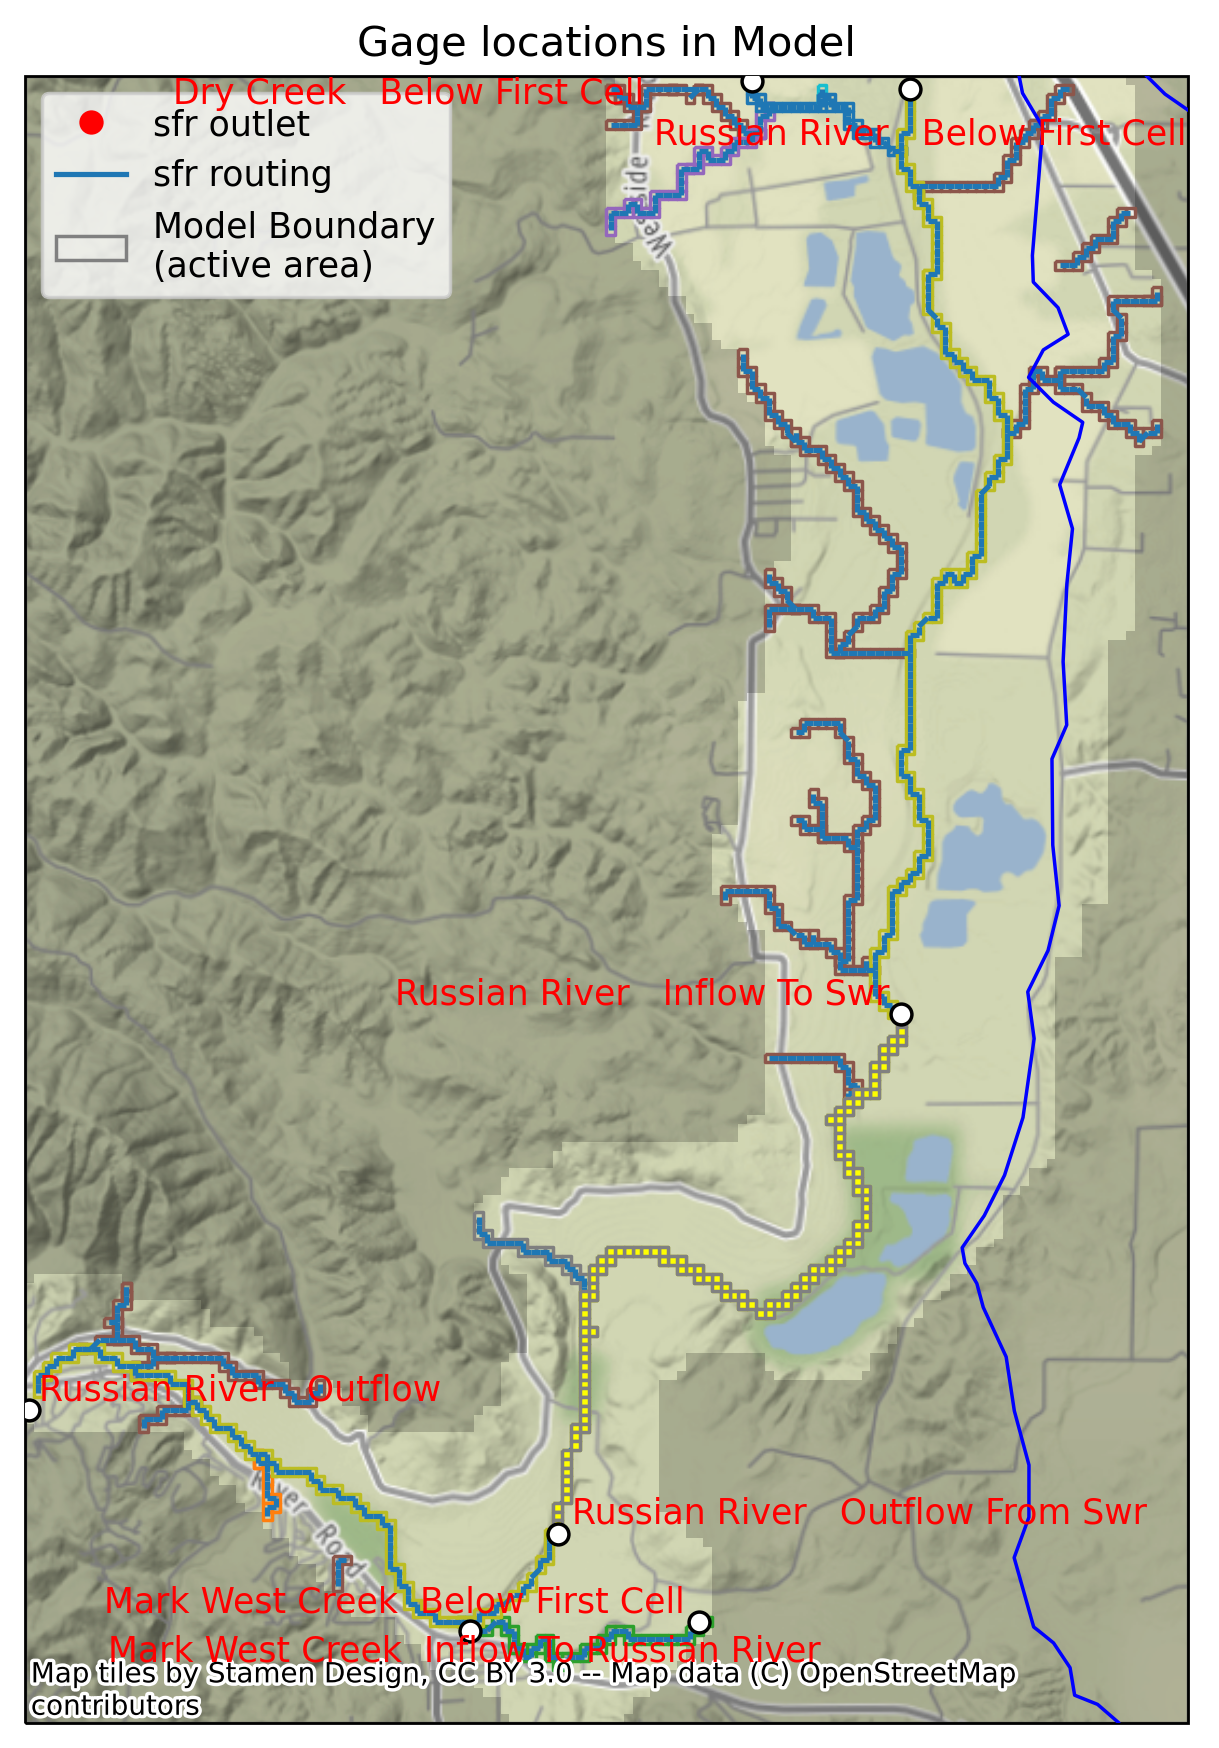 Gage locations in Model
Dry Creek   Below First Cell
sfr outlet
sfr routing
Model Boundary
(active area)
Russian River   Below First Cell
Russian River   Inflow To Swr
Russian River   Outflow
River Road
Russian River   Outflow From Swr
Mark West Creek  Below First Cell
Mark West Creek  Inflow To Russian River
Map tiles by Stamen Design, CC BY 3.0 -- Map data (C) OpenStreetMap
contributors